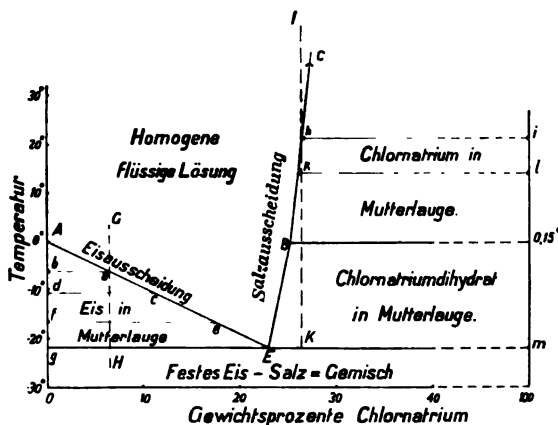 I
C
30°
20°
10°
0°
10°
20°
30°
Temperatur
Homogene
flüssige Lösung
Salzausscheidung
h
i
Chlornatrium in
k
l
Mutterlauge.
G
A
B
0,15°
Eisausscheidung
b
a
d
c
Eis in
f
e
Mutterlauge
Chlornatriumdihydrat
in Mutterlauge.
K
m
g
H
E
Festes Eis - Salz = Gemisch
0
10
20
30
40
100
Gewichtsprozente Chlornatrium